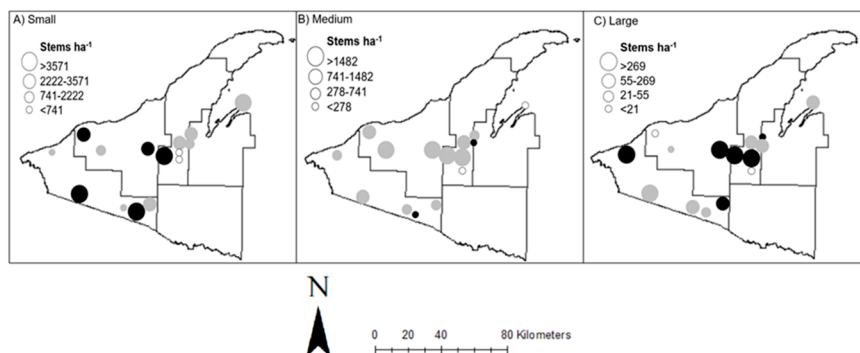 A) Small
Stems ha-1
>3571
2222-3571
741-2222
<741
B) Medium
Stems ha-1
>1482
741-1482
278-741
<278
C) Large
Stems ha-1
>269
55-269
21-55
<21
N
0 20 40 80 Kilometers